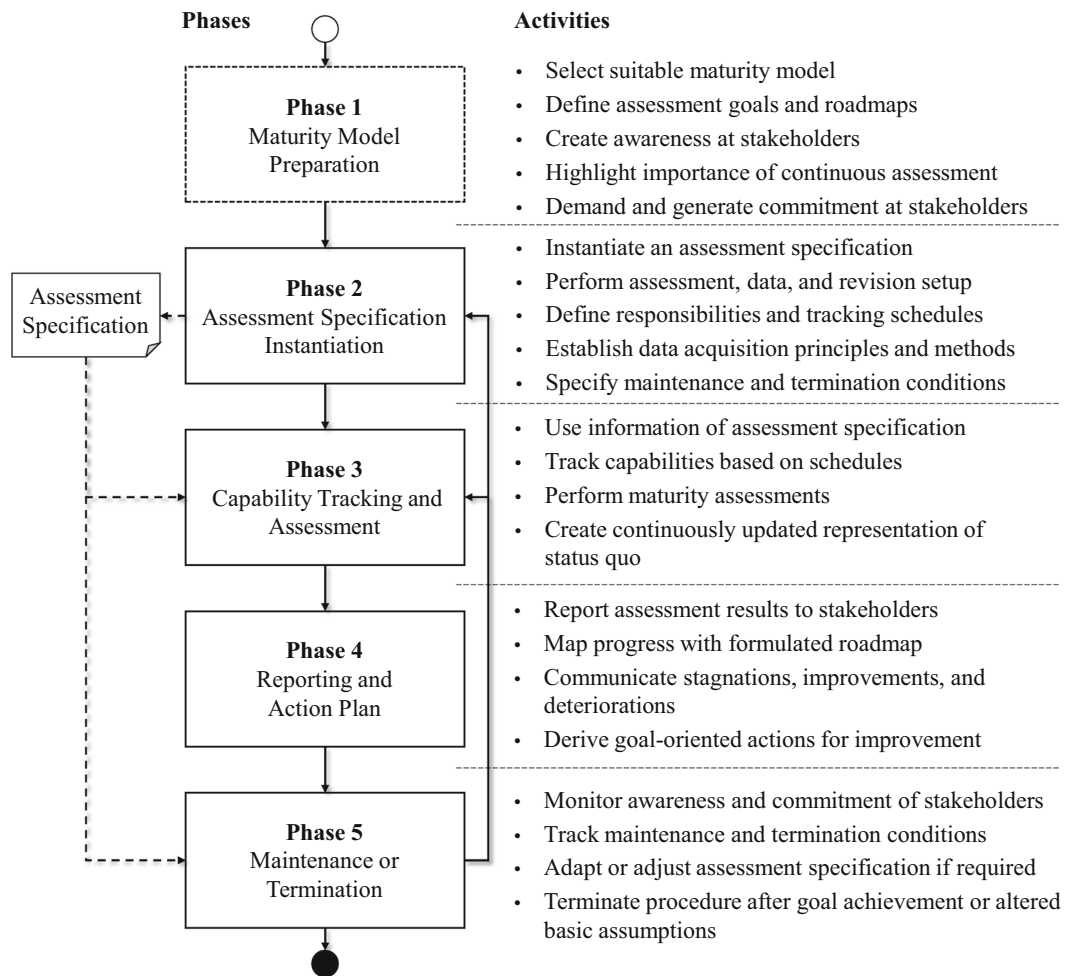 Phases
Activities
Phase 1
Maturity Model
Preparation
• Select suitable maturity model
• Define assessment goals and roadmaps
• Create awareness at stakeholders
• Highlight importance of continuous assessment
• Demand and generate commitment at stakeholders
Assessment
Specification
Phase 2
Assessment Specification
Instantiation
• Instantiate an assessment specification
• Perform assessment, data, and revision setup
• Define responsibilities and tracking schedules
• Establish data acquisition principles and methods
• Specify maintenance and termination conditions
Phase 3
Capability Tracking and
Assessment
• Use information of assessment specification
• Track capabilities based on schedules
• Perform maturity assessments
• Create continuously updated representation of
status quo
Phase 4
Reporting and
Action Plan
• Report assessment results to stakeholders
• Map progress with formulated roadmap
• Communicate stagnations, improvements, and
deteriorations
• Derive goal-oriented actions for improvement
Phase 5
Maintenance or
Termination
• Monitor awareness and commitment of stakeholders
• Track maintenance and termination conditions
• Adapt or adjust assessment specification if required
• Terminate procedure after goal achievement or altered
basic assumptions